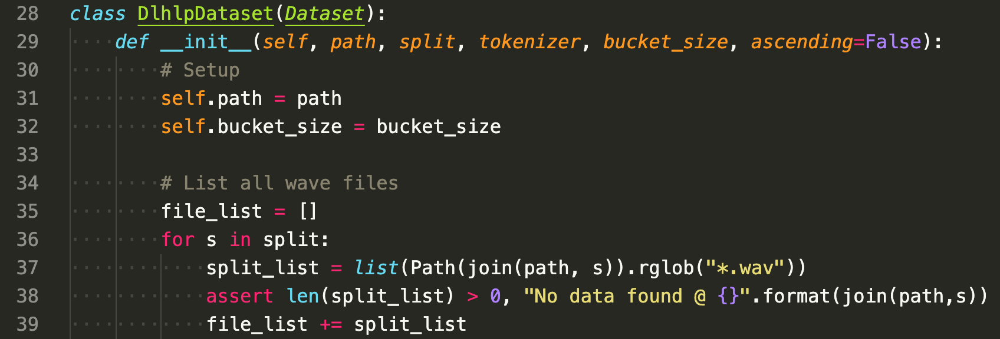 28 class DlhlpDataset(Dataset):
29     def __init__(self, path, split, tokenizer, bucket_size, ascending=False):
30         # Setup
31         self.path = path
32         self.bucket_size = bucket_size
33
34         # List all wave files
35         file_list = []
36         for s in split:
37             split_list = list(Path(join(path, s)).rglob("*.wav"))
38             assert len(split_list) > 0, "No data found @ {}".format(join(path,s))
39             file_list += split_list